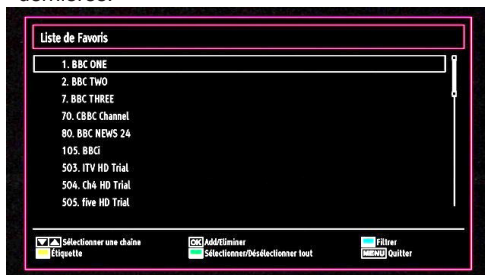 Liste de Favoris
1. BBC ONE
2. BBC TWO
7. BBC THREE
70. CBBC Channel
80. BBC NEWS 24
105. BBCi
503. ITV HD Trial
504. Ch4 HD Trial
505. five HD Trial
Sélectionner une chaîne OK Add/Eliminer Filtrer
Étiquette Sélectionner/Désélectionner tout MENU Quitter